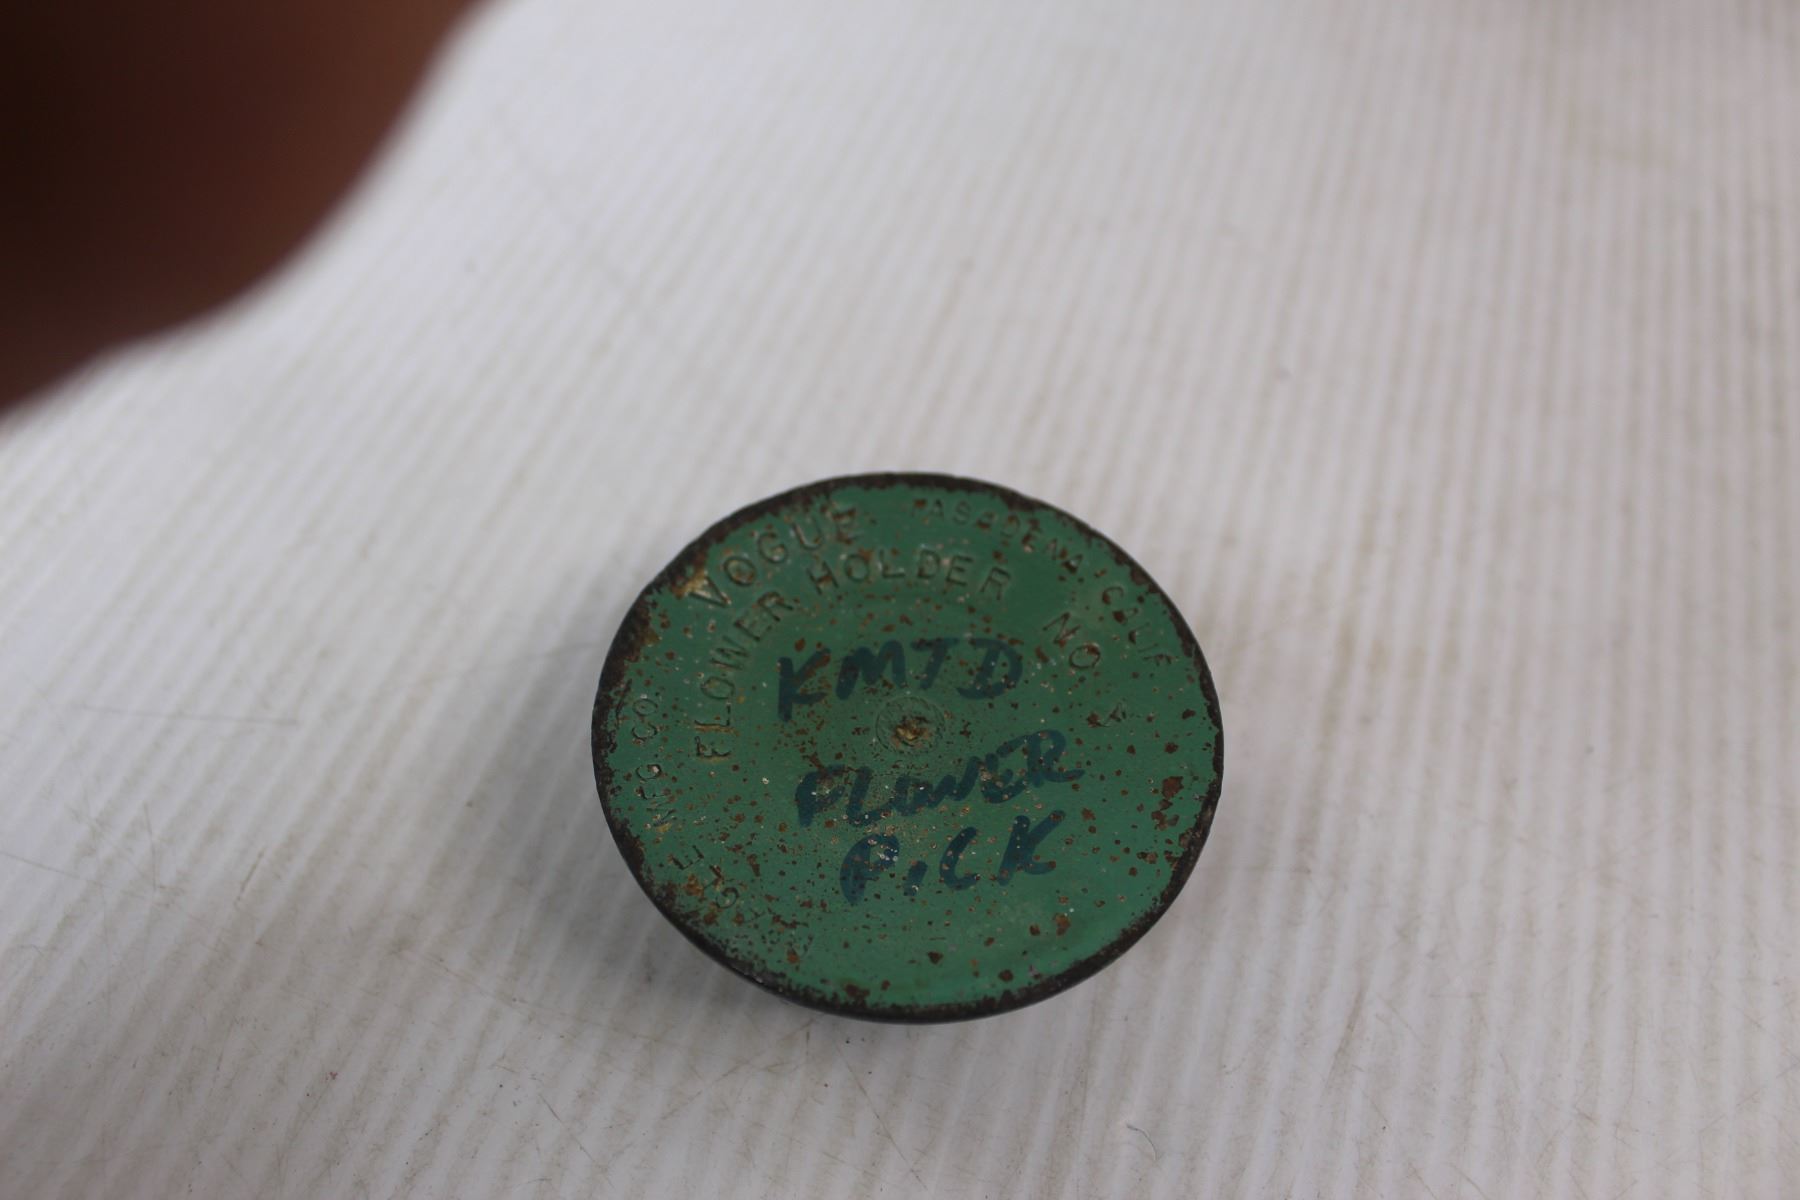 VOGUE
FLOWER HOLDER NO.
MFG CO.
PASADENA, CALIF
KMTD
FLOWER
PICK